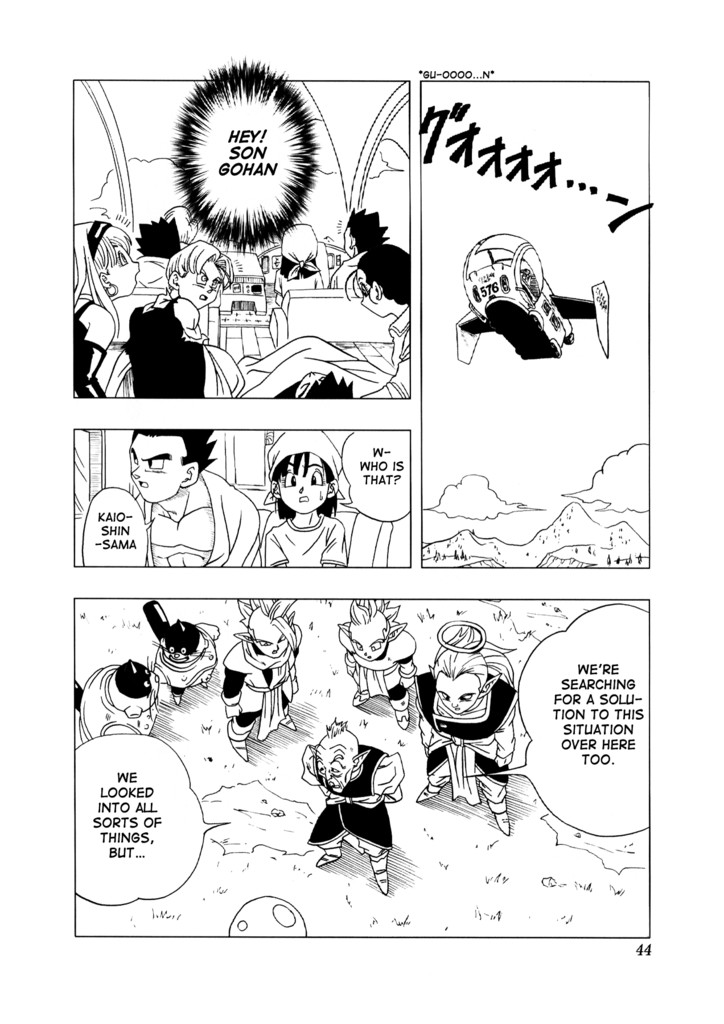 *GU-OOOO...N*
グオオオオ…ン
576
HEY!
SON
GOHAN
W-
WHO IS
THAT?
KAIO-
SHIN
-SAMA
WE'RE
SEARCHING
FOR A SOLU-
TION TO THIS
SITUATION
OVER HERE
TOO.
WE
LOOKED
INTO ALL
SORTS OF
THINGS,
BUT...
44